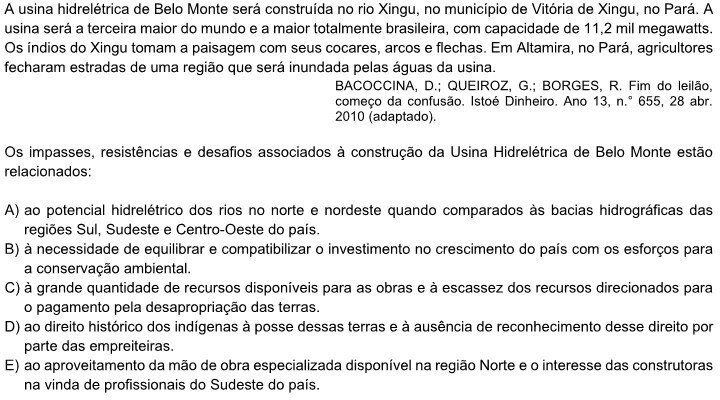 A usina hidrelétrica de Belo Monte será construída no rio Xingu, no município de Vitória de Xingu, no Pará. A
usina será a terceira maior do mundo e a maior totalmente brasileira, com capacidade de 11,2 mil megawatts.
Os índios do Xingu tomam a paisagem com seus cocares, arcos e flechas. Em Altamira, no Pará, agricultores
fecharam estradas de uma região que será inundada pelas águas da usina.
BACOCCINA, D.; QUEIROZ, G.; BORGES, R. Fim do leilão,
começo da confusão. Istoé Dinheiro. Ano 13, n.° 655, 28 abr.
2010 (adaptado).
Os impasses, resistências e desafios associados à construção da Usina Hidrelétrica de Belo Monte estão
relacionados:
A) ao potencial hidrelétrico dos rios no norte e nordeste quando comparados às bacias hidrográficas das
regiões Sul, Sudeste e Centro-Oeste do país.
B) à necessidade de equilibrar e compatibilizar o investimento no crescimento do país com os esforços para
a conservação ambiental.
C) à grande quantidade de recursos disponíveis para as obras e à escassez dos recursos direcionados para
o pagamento pela desapropriação das terras.
D) ao direito histórico dos indígenas à posse dessas terras e à ausência de reconhecimento desse direito por
parte das empreiteiras.
E) ao aproveitamento da mão de obra especializada disponível na região Norte e o interesse das construtoras
na vinda de profissionais do Sudeste do país.